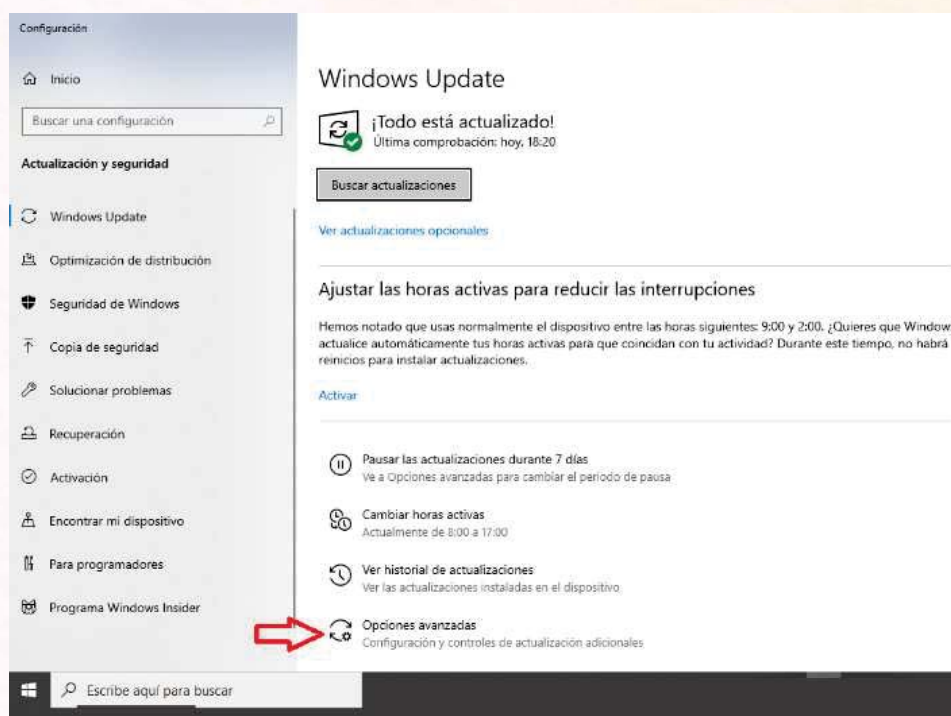 Configuración
Inicio
Buscar una configuración
Actualización y seguridad
Windows Update
Optimización de distribución
Seguridad de Windows
Copia de seguridad
Solucionar problemas
Recuperación
Activación
Encontrar mi dispositivo
Para programadores
Programa Windows Insider
Windows Update
¡Todo está actualizado!
Última comprobación: hoy, 18:20
Buscar actualizaciones
Ver actualizaciones opcionales
Ajustar las horas activas para reducir las interrupciones
Hemos notado que usas normalmente el dispositivo entre las horas siguientes: 9:00 y 2:00. ¿Quieres que Window
actualice automáticamente tus horas activas para que coincidan con tu actividad? Durante este tiempo, no habrá
reinicios para instalar actualizaciones.
Activar
Pausar las actualizaciones durante 7 días
Ve a Opciones avanzadas para cambiar el período de pausa
Cambiar horas activas
Actualmente de 8:00 a 17:00
Ver historial de actualizaciones
Ver las actualizaciones instaladas en el dispositivo
Opciones avanzadas
Configuración y controles de actualización adicionales
Escribe aquí para buscar